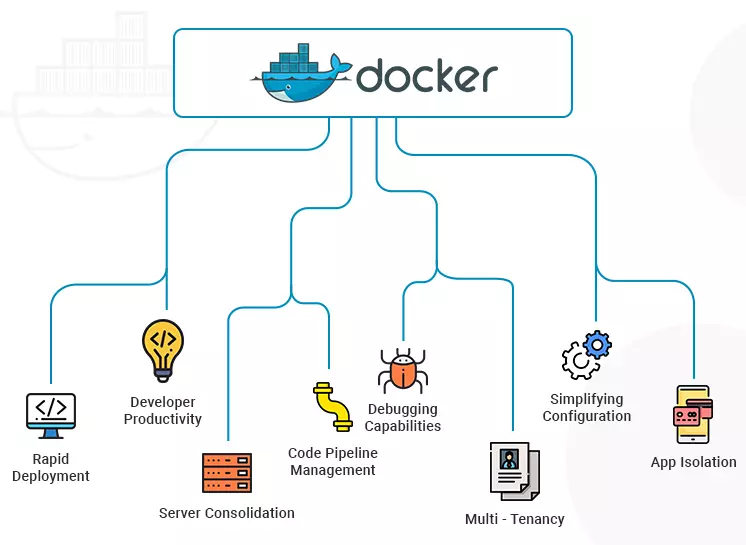 docker
Developer
Productivity
Rapid
Deployment
Server Consolidation
Code Pipeline
Management
Debugging
Capabilities
Multi - Tenancy
Simplifying
Configuration
App Isolation